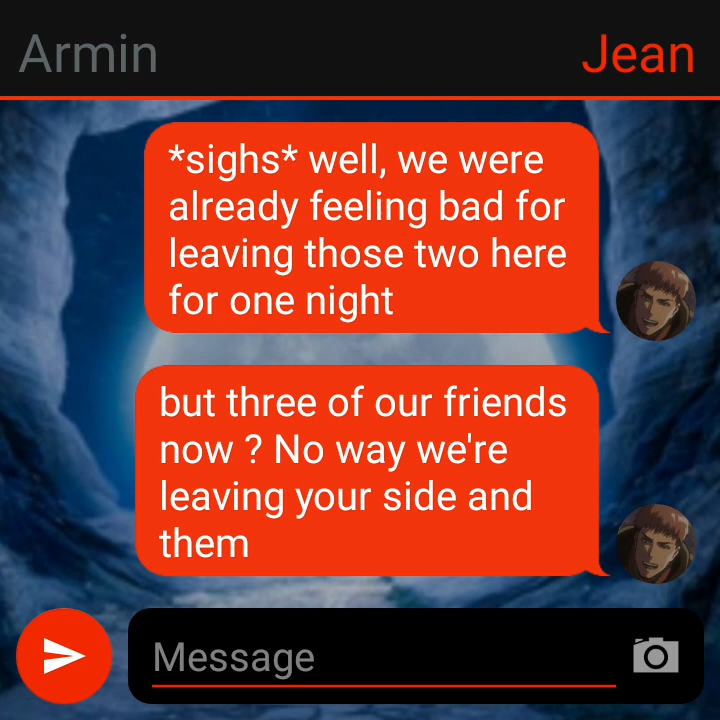 Armin Jean
*sighs* well, we were
already feeling bad for
leaving those two here
for one night
but three of our friends
now ? No way we're
leaving your side and
them
Message